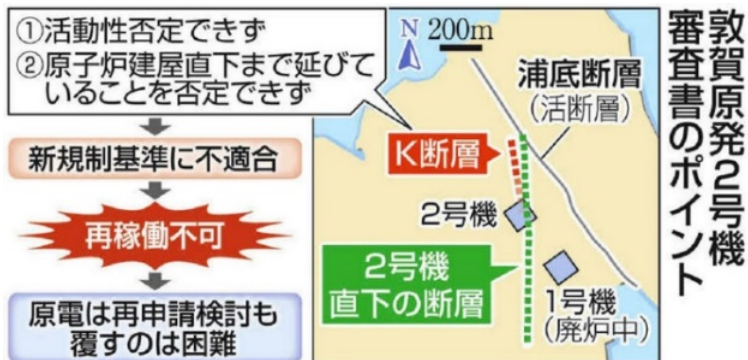 敦賀原発2号機
審査書のポイント
①活動性否定できず
②原子炉建屋直下まで延びて
いることを否定できず
新規制基準に不適合
再稼働不可
原電は再申請検討も
覆すのは困難
N 200m
浦底断層
(活断層)
K断層
2号機
2号機
直下の断層
1号機
(廃炉中)